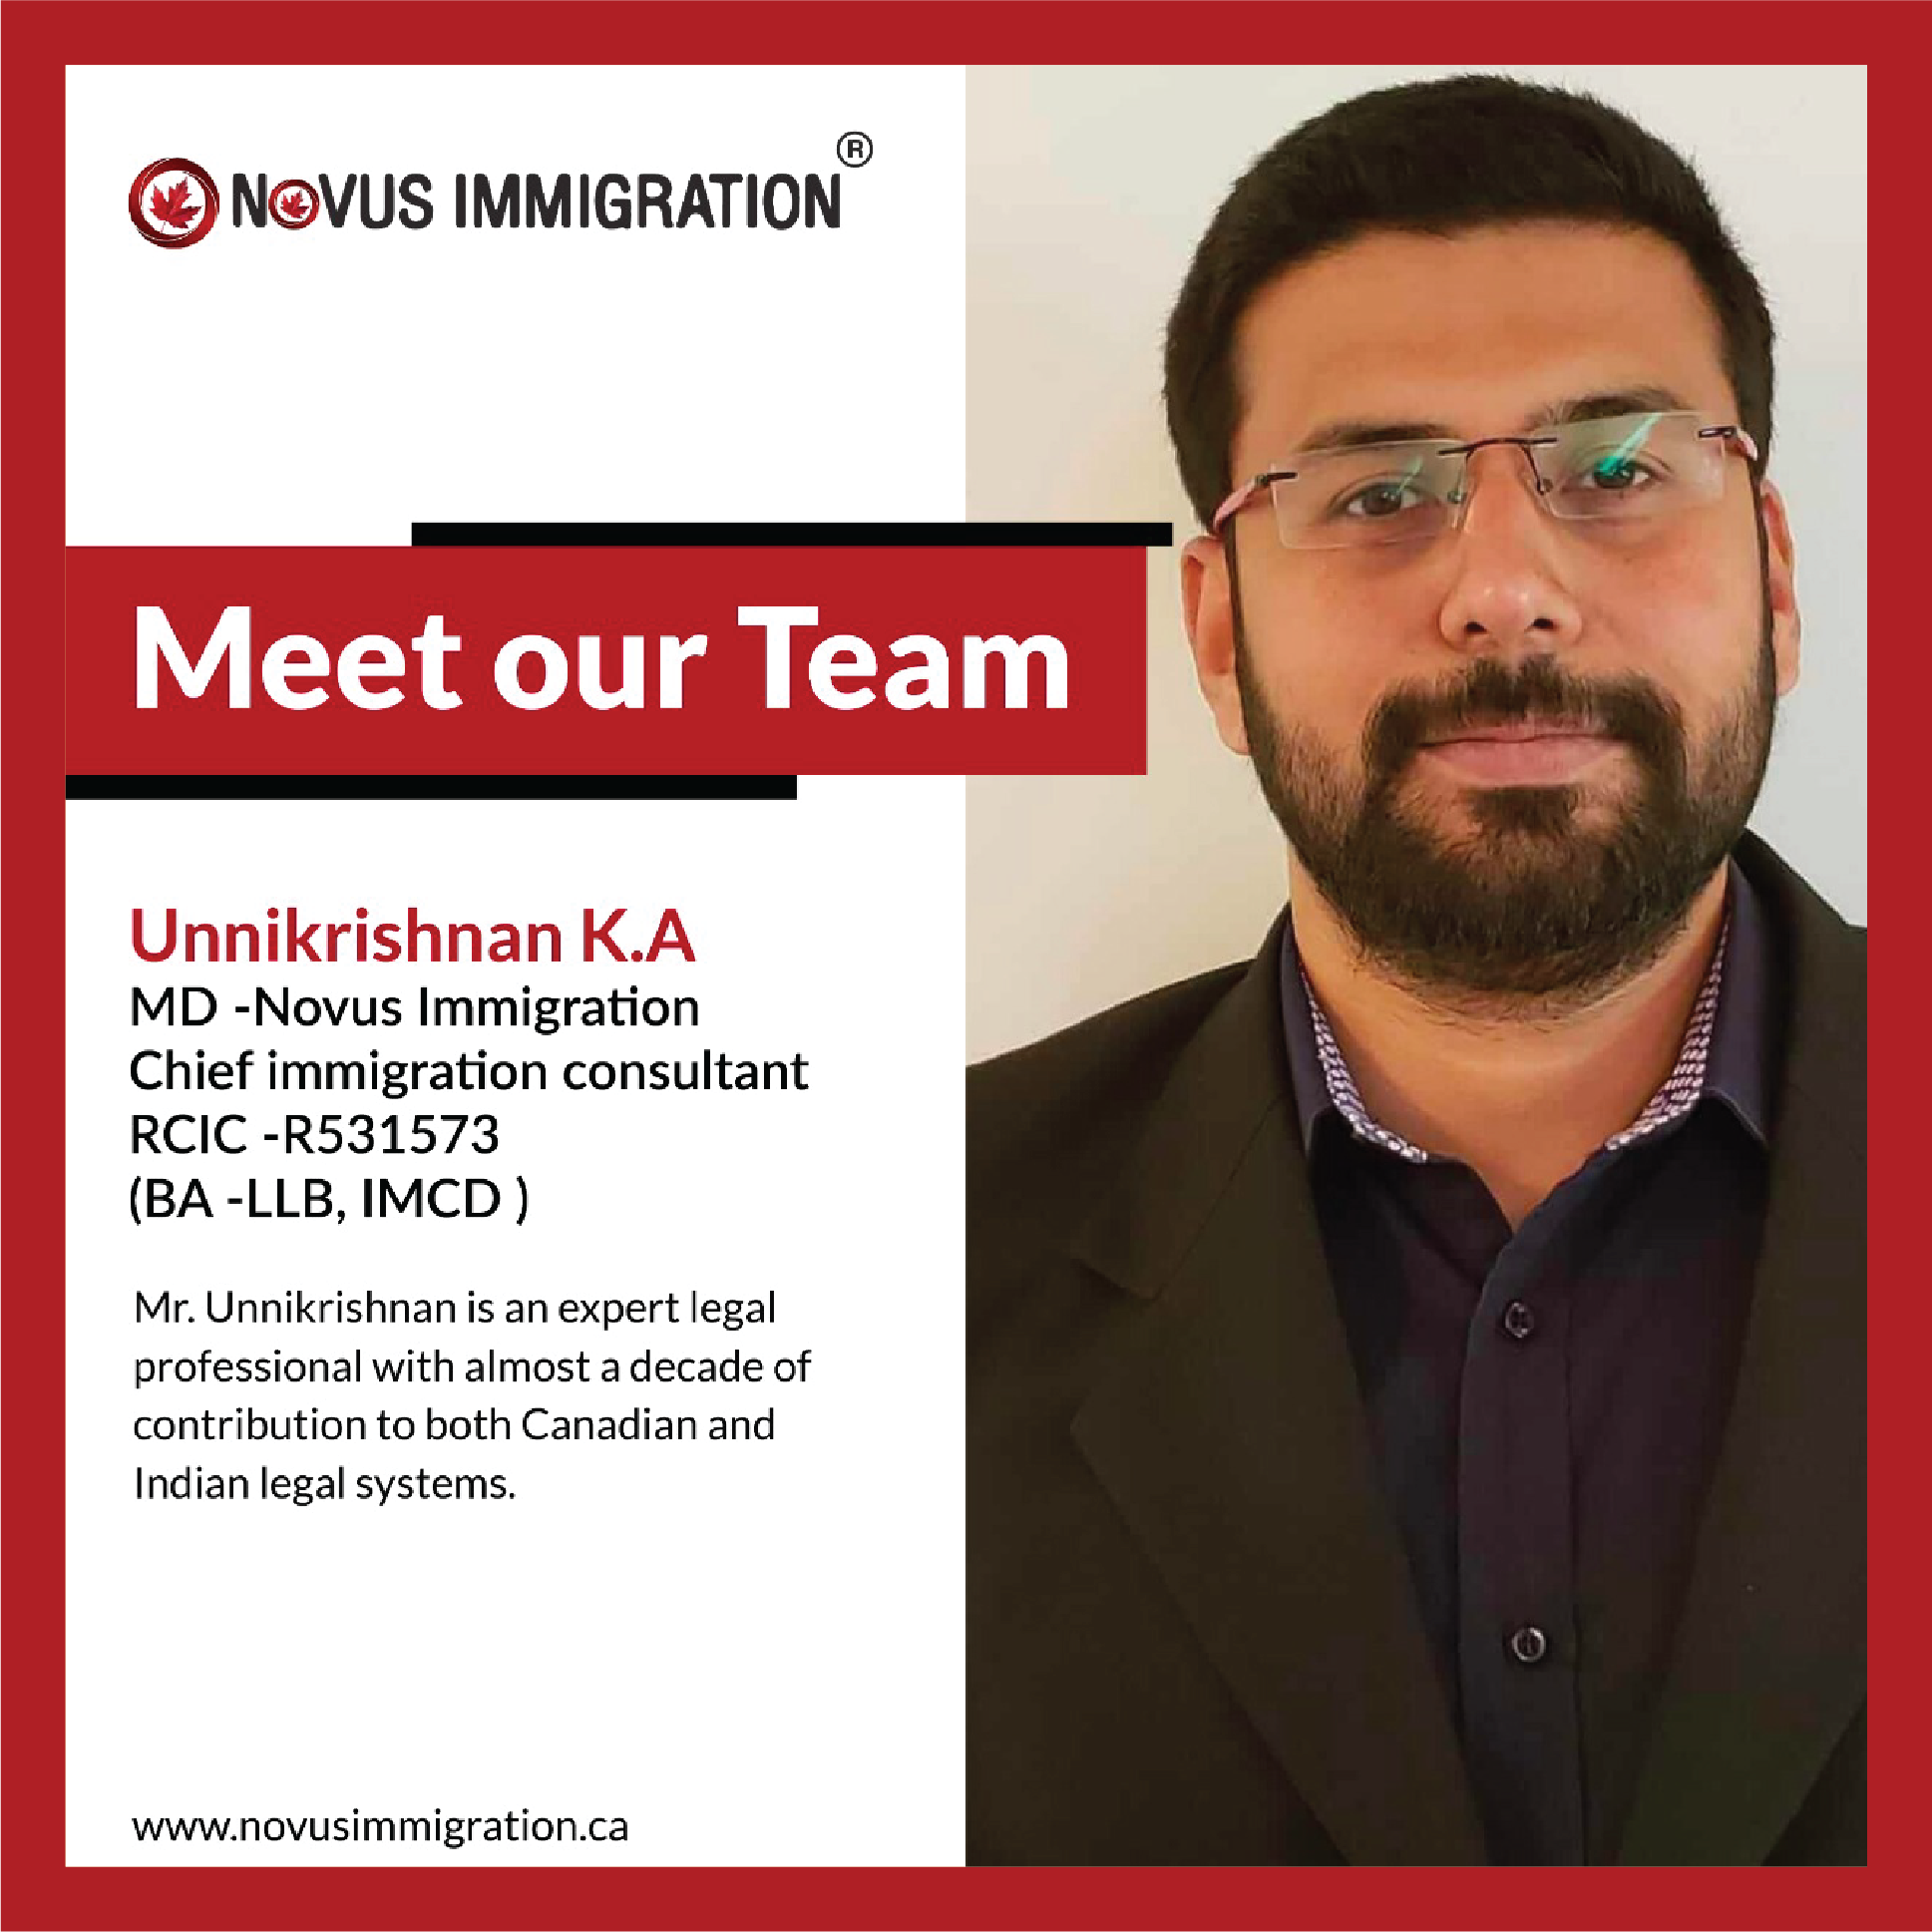 NOVUS IMMIGRATION®
Meet our Team
Unnikrishnan K.A
MD -Novus Immigration
Chief immigration consultant
RCIC -R531573
(BA -LLB, IMCD )
Mr. Unnikrishnan is an expert legal
professional with almost a decade of
contribution to both Canadian and
Indian legal systems.
www.novusimmigration.ca